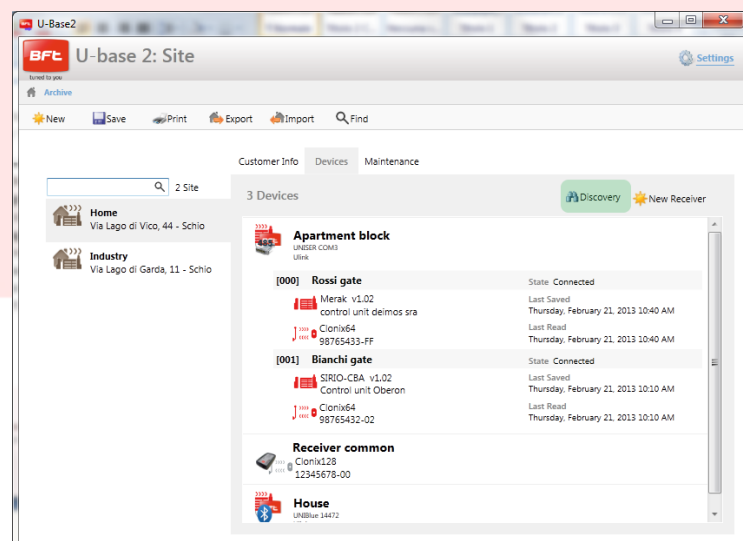 U-Base2
BFT
tuned to you
U-base 2: Site
Settings
Archive
New Save Print Export Import Find
Customer Info Devices Maintenance
2 Site
3 Devices
Discovery New Receiver
Home
Via Lago di Vico, 44 - Schio
Industry
Via Lago di Garda, 11 - Schio
485
Apartment block
UNISER COM3
Ulink
[000] Rossi gate
State Connected
Merak v1.02
control unit deimos sra
Last Saved
Thursday, February 21, 2013 10:40 AM
Clonix64
98765433-FF
Last Read
Thursday, February 21, 2013 10:40 AM
[001] Bianchi gate
State Connected
SIRIO-CBA v1.02
Control unit Oberon
Last Saved
Thursday, February 21, 2013 10:10 AM
Clonix64
98765432-02
Last Read
Thursday, February 21, 2013 10:10 AM
Receiver common
Clonix128
12345678-00
House
UNIBlue 14472